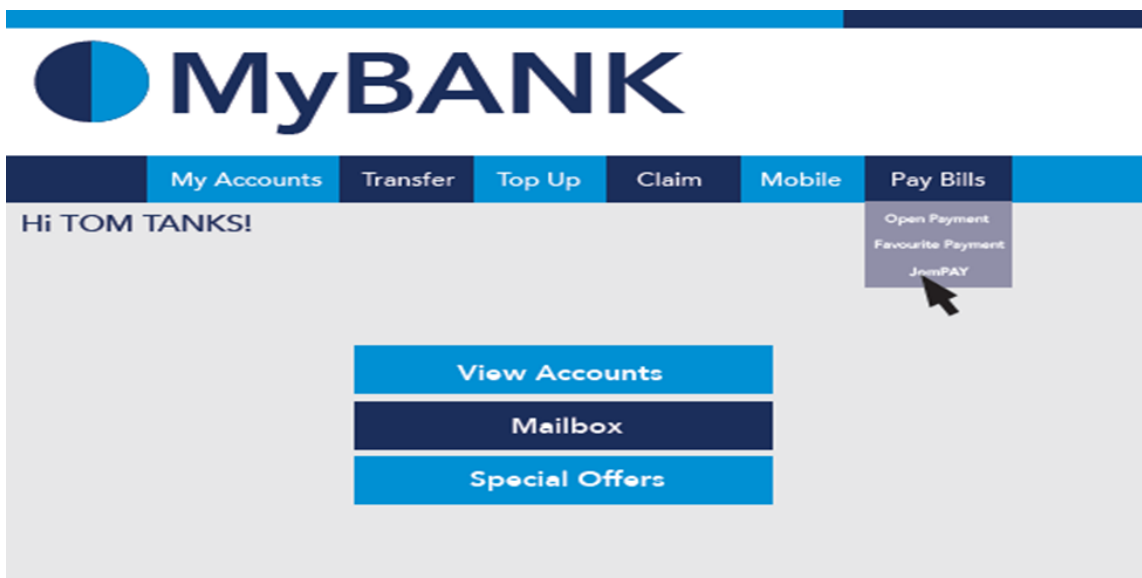 MyBANK
My Accounts Transfer Top Up Claim Mobile Pay Bills
Hi TOM TANKS!
Open Payment
Favourite Payment
JomPAY
View Accounts
Mailbox
Special Offers